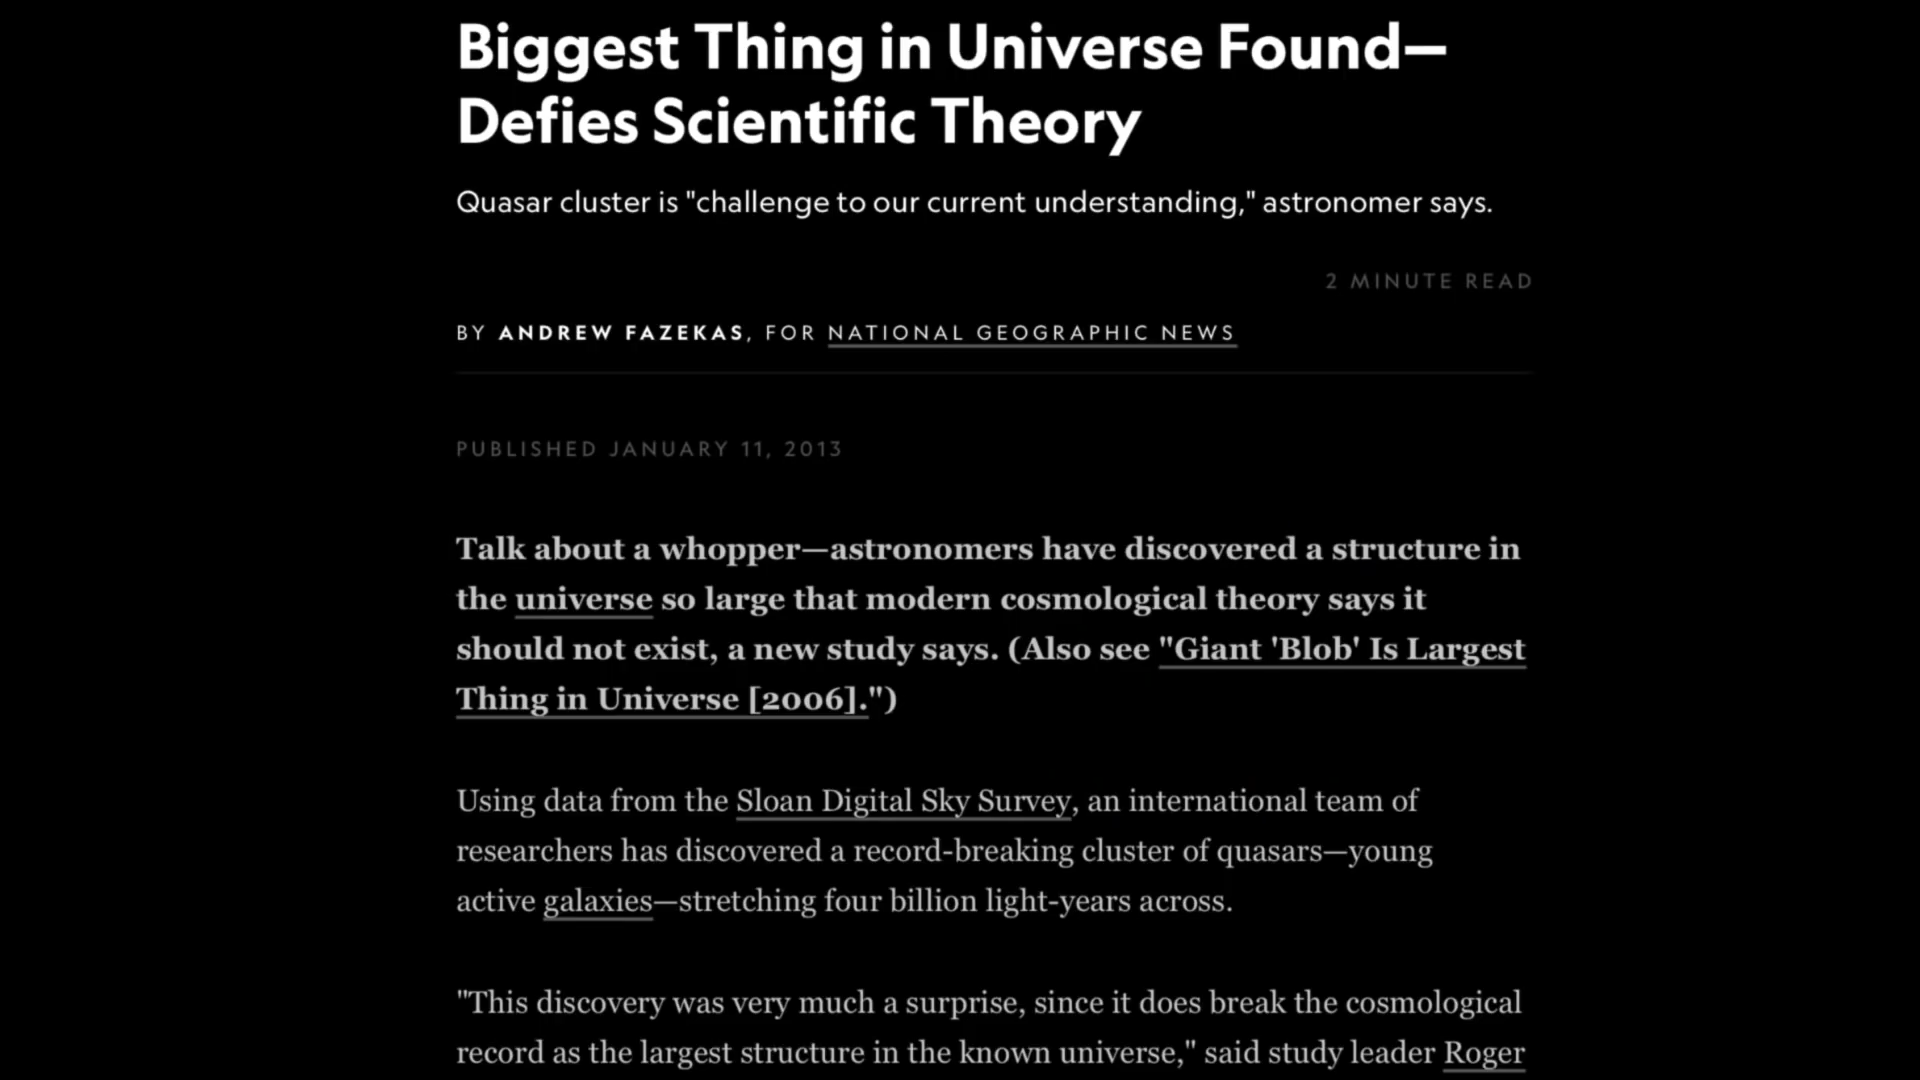 Biggest Thing in Universe Found—
Defies Scientific Theory
Quasar cluster is "challenge to our current understanding," astronomer says.
2 MINUTE READ
BY ANDREW FAZEKAS, FOR NATIONAL GEOGRAPHIC NEWS
PUBLISHED JANUARY 11, 2013
Talk about a whopper—astronomers have discovered a structure in
the universe so large that modern cosmological theory says it
should not exist, a new study says. (Also see "Giant 'Blob' Is Largest
Thing in Universe [2006].")
Using data from the Sloan Digital Sky Survey, an international team of
researchers has discovered a record-breaking cluster of quasars—young
active galaxies—stretching four billion light-years across.
"This discovery was very much a surprise, since it does break the cosmological
record as the largest structure in the known universe," said study leader Roger